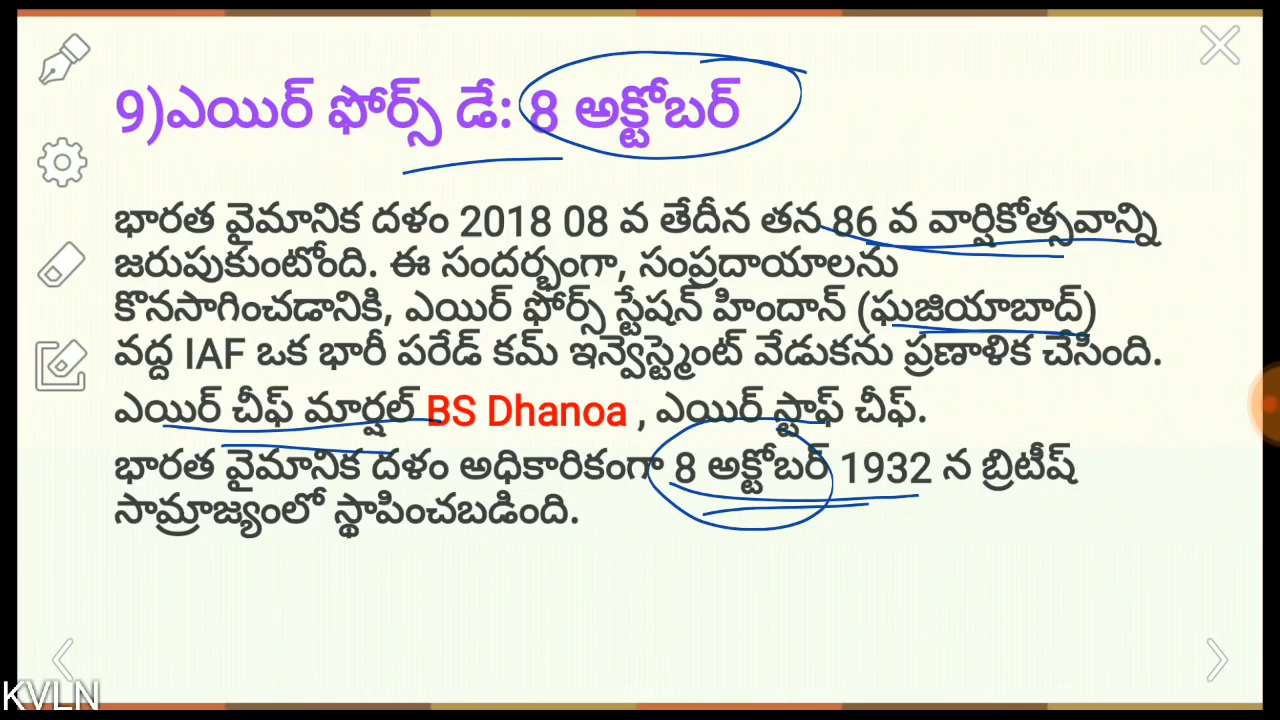 9)ఎయిర్ ఫోర్స్ డే: 8 అక్టోబర్
భారత వైమానిక దళం 2018 08 వ తేదీన తన 86 వ వార్షికోత్సవాన్ని
జరుపుకుంటోంది. ఈ సందర్భంగా, సంప్రదాయాలను
కొనసాగించడానికి, ఎయిర్ ఫోర్స్ స్టేషన్ హిందాన్ (ఘజియాబాద్)
వద్ద IAF ఒక భారీ పరేడ్ కమ్ ఇన్వెస్ట్మెంట్ వేడుకను ప్రణాళిక చేసింది.
ఎయిర్ చీఫ్ మార్షల్ BS Dhanoa , ఎయిర్ స్టాఫ్ చీఫ్.
భారత వైమానిక దళం అధికారికంగా 8 అక్టోబర్ 1932 న బ్రిటీష్
సామ్రాజ్యంలో స్థాపించబడింది.
KVLN